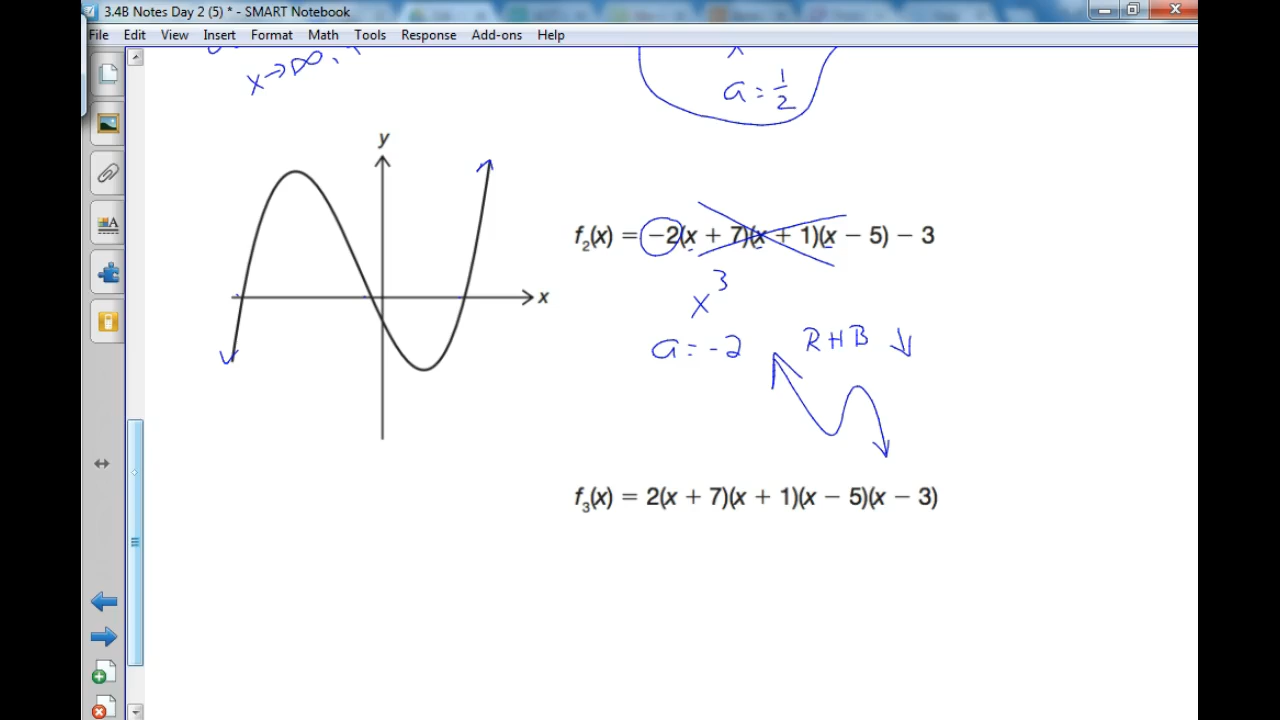 3.4B Notes Day 2 (5) * - SMART Notebook
File Edit View Insert Format Math Tools Response Add-ons Help
x→∞,
a = 1/2
y
f₂(x) = −2(x + 7)(x + 1)(x − 5) − 3
x
x³
a = -2 RHB ↓
f₃(x) = 2(x + 7)(x + 1)(x − 5)(x − 3)